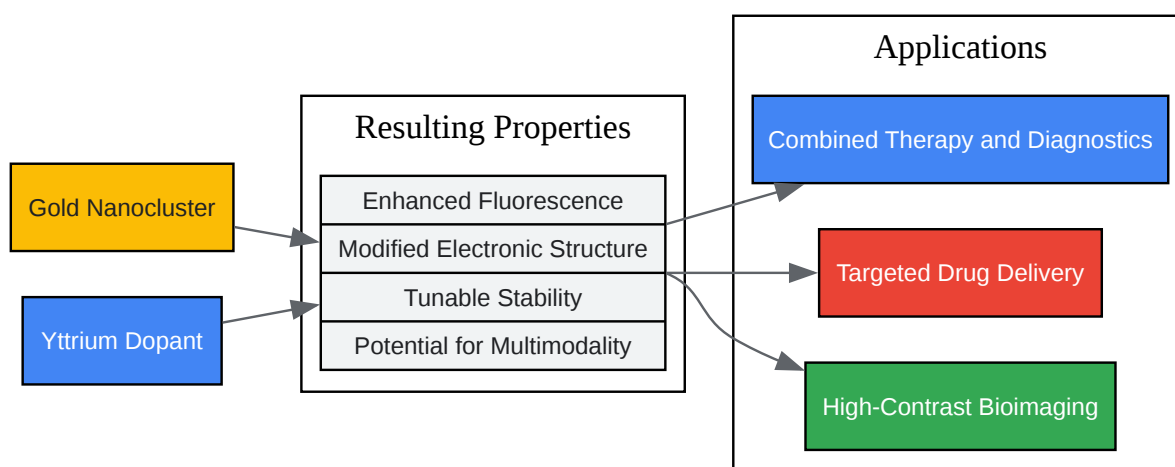 Gold Nanocluster
Yttrium Dopant
Resulting Properties
Enhanced Fluorescence
Modified Electronic Structure
Tunable Stability
Potential for Multimodality
Applications
Combined Therapy and Diagnostics
Targeted Drug Delivery
High-Contrast Bioimaging